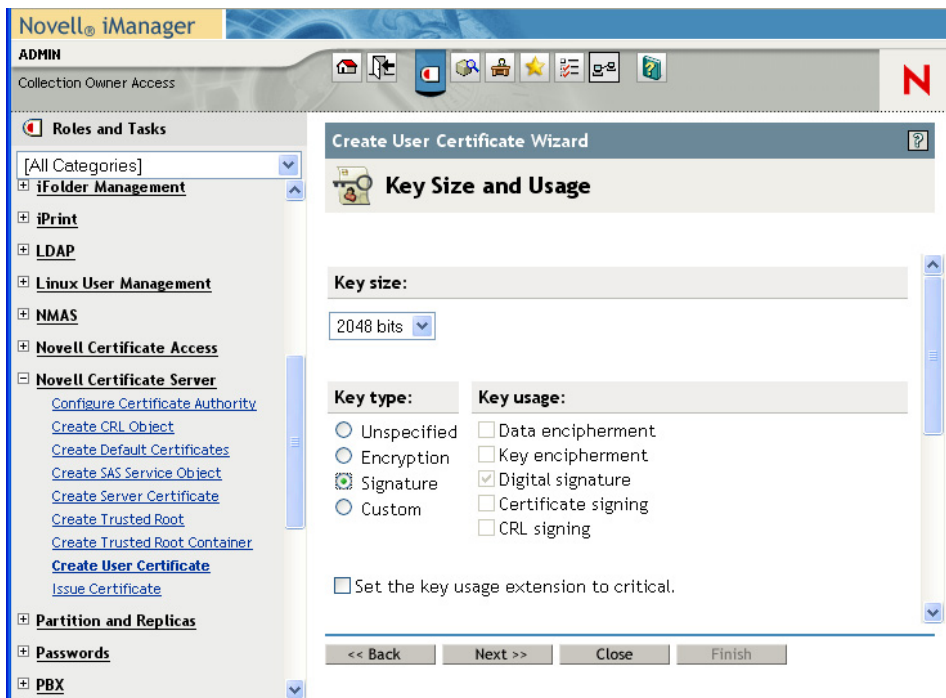 Novell® iManager
ADMIN
Collection Owner Access
N
Roles and Tasks
[All Categories]
iFolder Management
iPrint
LDAP
Linux User Management
NMAS
Novell Certificate Access
Novell Certificate Server
Configure Certificate Authority
Create CRL Object
Create Default Certificates
Create SAS Service Object
Create Server Certificate
Create Trusted Root
Create Trusted Root Container
Create User Certificate
Issue Certificate
Partition and Replicas
Passwords
PBX
Create User Certificate Wizard
?
Key Size and Usage
Key size:
2048 bits
Key type:
Unspecified
Encryption
Signature
Custom
Key usage:
Data encipherment
Key encipherment
Digital signature
Certificate signing
CRL signing
Set the key usage extension to critical.
<< Back
Next >>
Close
Finish